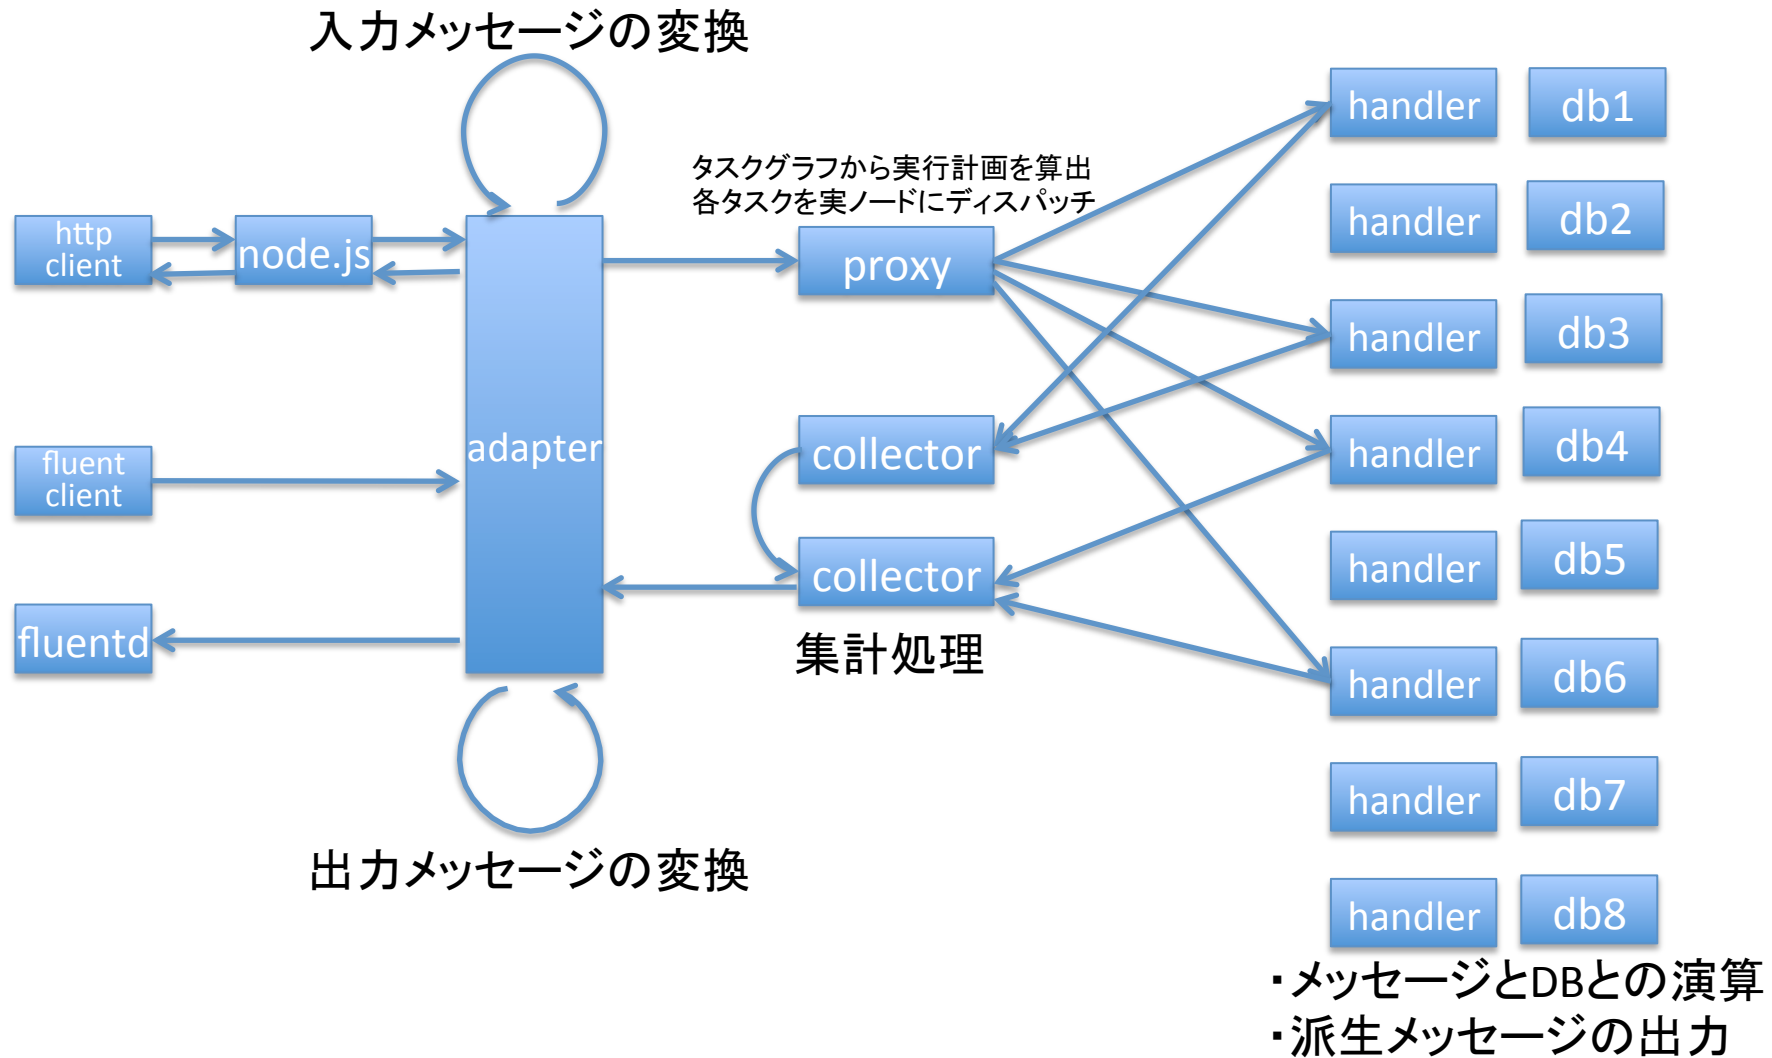 入力メッセージの変換
タスクグラフから実行計画を算出
各タスクを実ノードにディスパッチ
http
client
node.js
adapter
proxy
fluent
client
fluentd
collector
collector
集計処理
出力メッセージの変換
handler
db1
handler
db2
handler
db3
handler
db4
handler
db5
handler
db6
handler
db7
handler
db8
・メッセージとDBとの演算
・派生メッセージの出力